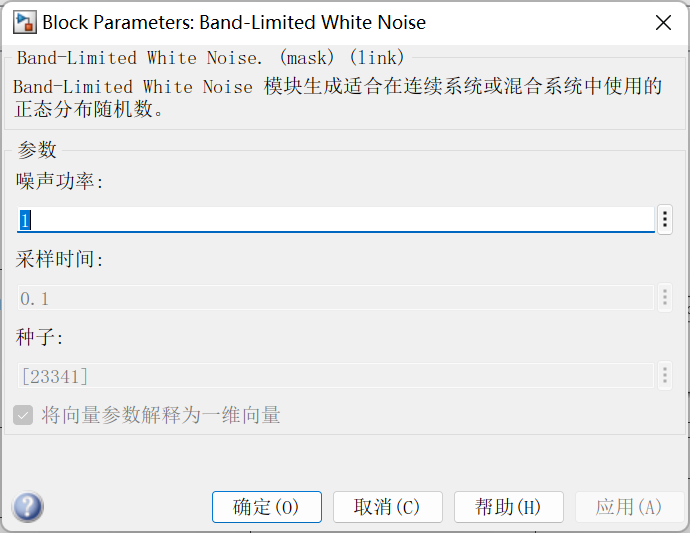 Block Parameters: Band-Limited White Noise
Band-Limited White Noise. (mask) (link)
Band-Limited White Noise 模块生成适合在连续系统或混合系统中使用的
正态分布随机数。
参数
噪声功率:
1
采样时间:
0.1
种子:
[23341]
将向量参数解释为一维向量
确定(O) 取消(C) 帮助(H) 应用(A)